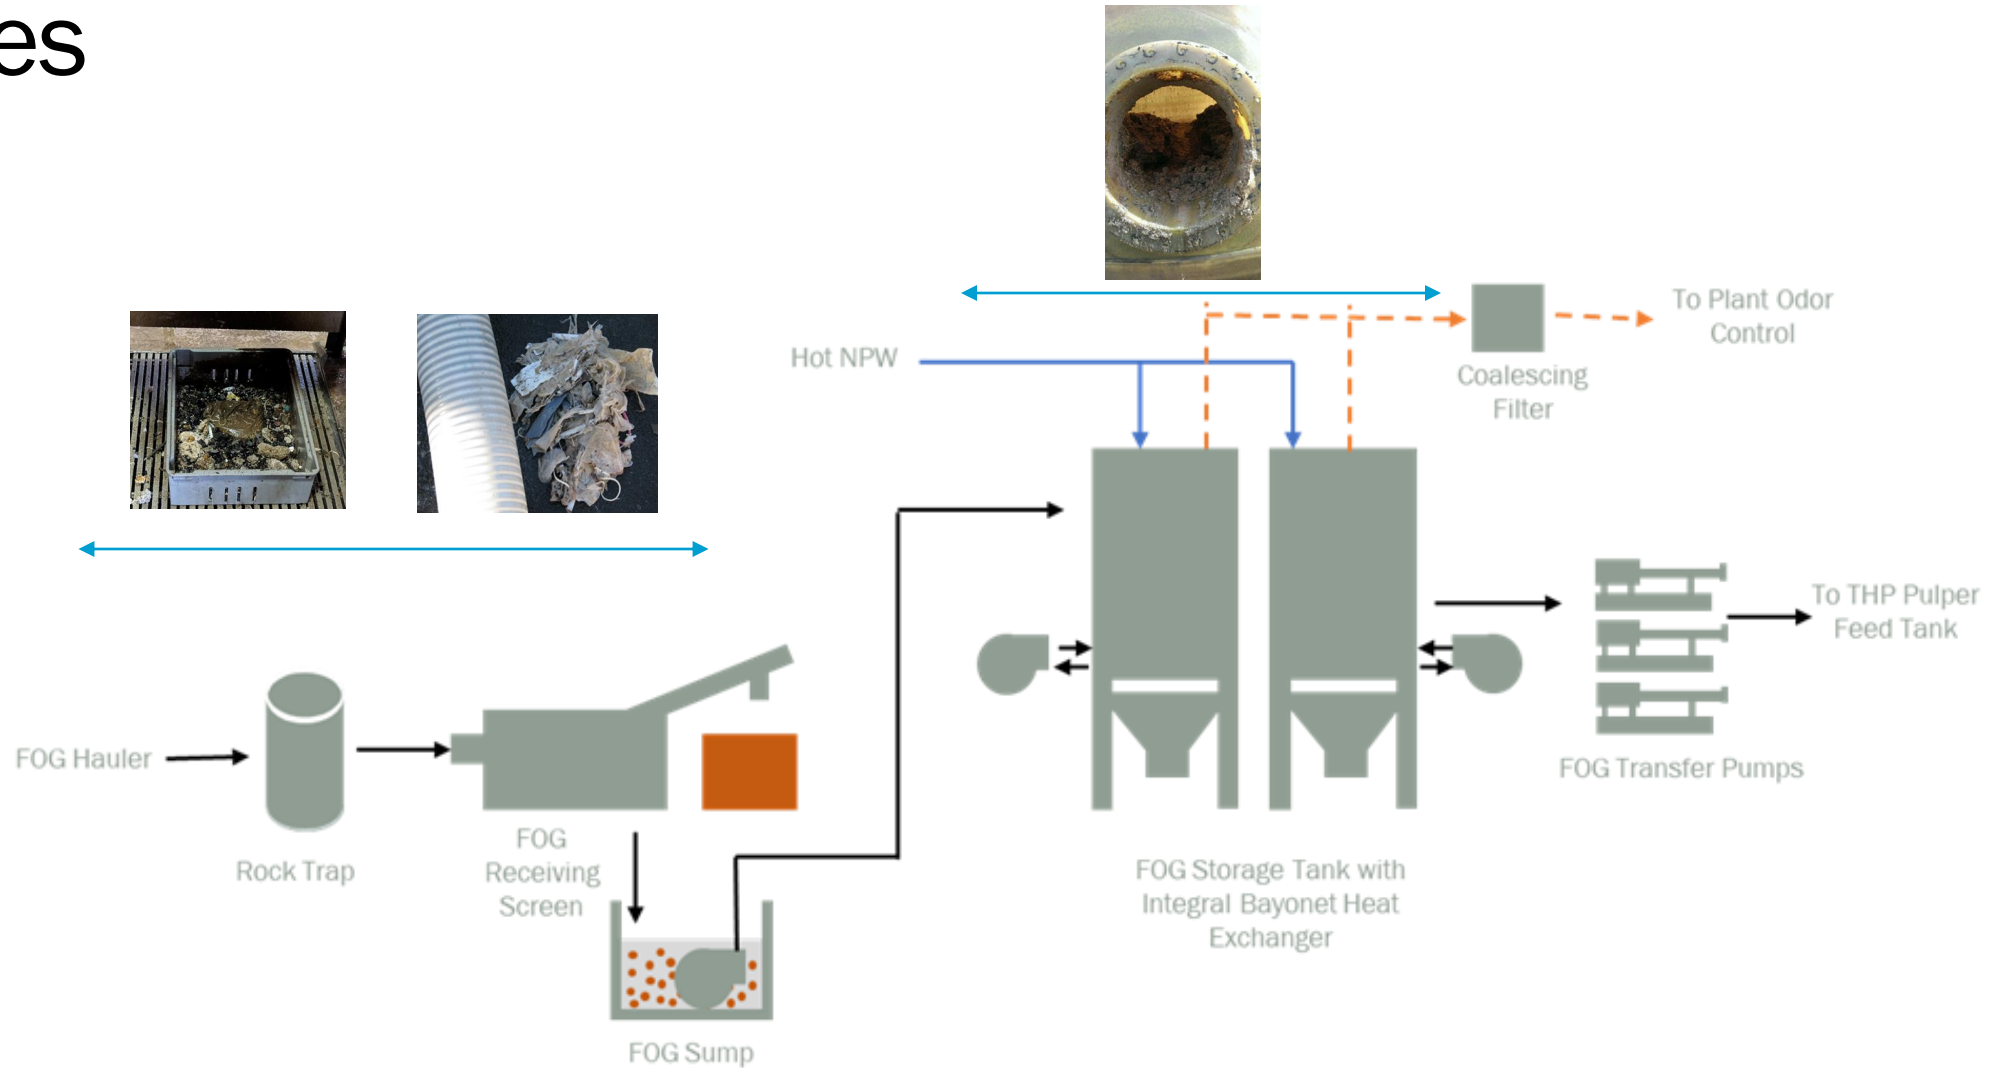 es
To Plant Odor
Control
Hot NPW
Coalescing
Filter
To THP Pulper
Feed Tank
FOG Hauler
FOG Transfer Pumps
Rock Trap
FOG
Receiving
Screen
FOG Storage Tank with
Integral Bayonet Heat
Exchanger
FOG Sump